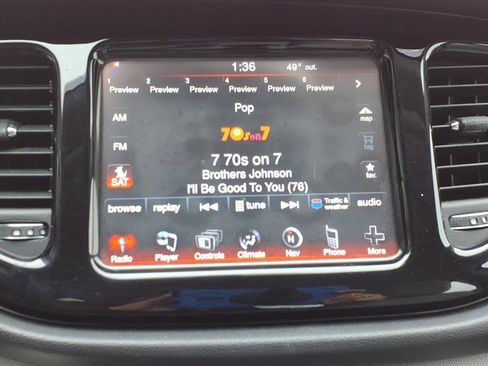 1:36 49° out.
1 2 3 4 5 6
Preview Preview Preview Preview Preview Preview
Pop
AM
70s on 7
map
FM
7 70s on 7
tag
Brothers Johnson
SAT
I'll Be Good To You (76)
fav.
browse replay tune Traffic & weather audio
Radio Player Controls Climate Nav Phone More